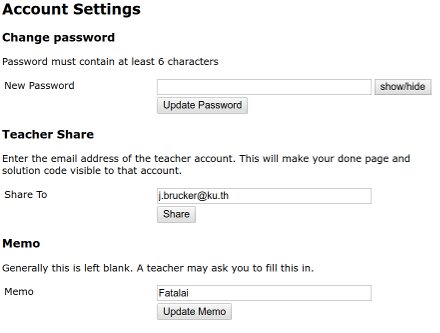 Account Settings
Change password
Password must contain at least 6 characters
New Password show/hide
Update Password
Teacher Share
Enter the email address of the teacher account. This will make your done page and
solution code visible to that account.
Share To j.brucker@ku.th
Share
Memo
Generally this is left blank. A teacher may ask you to fill this in.
Memo Fatalai
Update Memo